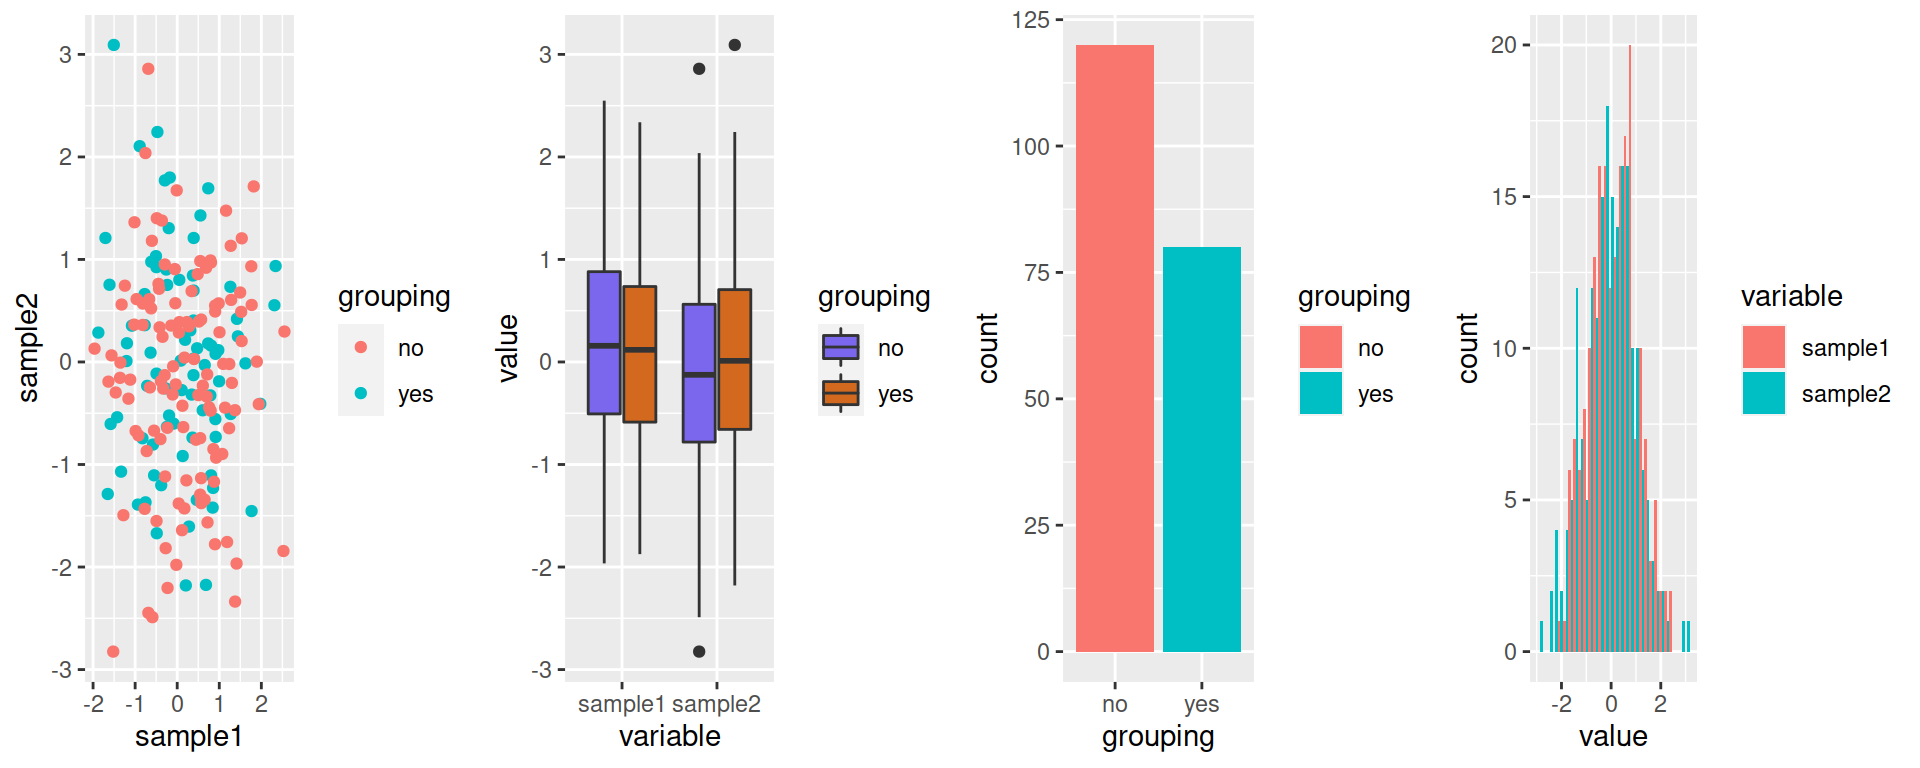 sample2
3
2
1
0
-1
-2
-3
-2 -1 0 1 2
sample1
grouping
no
yes
value
3
2
1
0
-1
-2
-3
sample1 sample2
variable
grouping
no
yes
count
125
100
75
50
25
0
no yes
grouping
grouping
no
yes
count
20
15
10
5
0
-2 0 2
value
variable
sample1
sample2